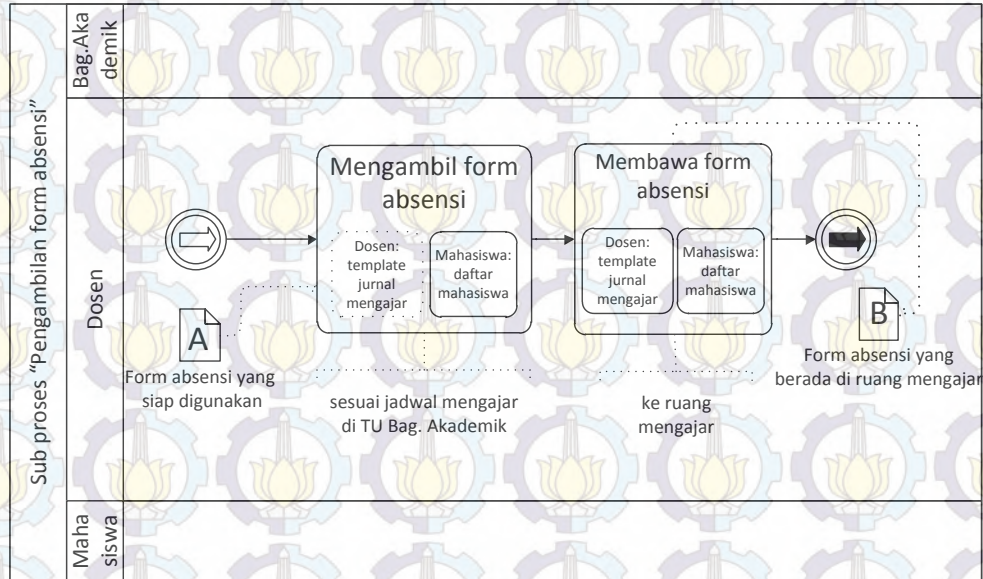 Sub proses “Pengambilan form absensi”
Bag.Aka
demik
Dosen
Mengambil form
absensi
Dosen:
template
jurnal
mengajar
Mahasiswa:
daftar
mahasiswa
Membawa form
absensi
Dosen:
template
jurnal
mengajar
Mahasiswa:
daftar
mahasiswa
A
Form absensi yang
siap digunakan
sesuai jadwal mengajar
di TU Bag. Akademik
ke ruang
mengajar
B
Form absensi yang
berada di ruang mengajar
Maha
siswa